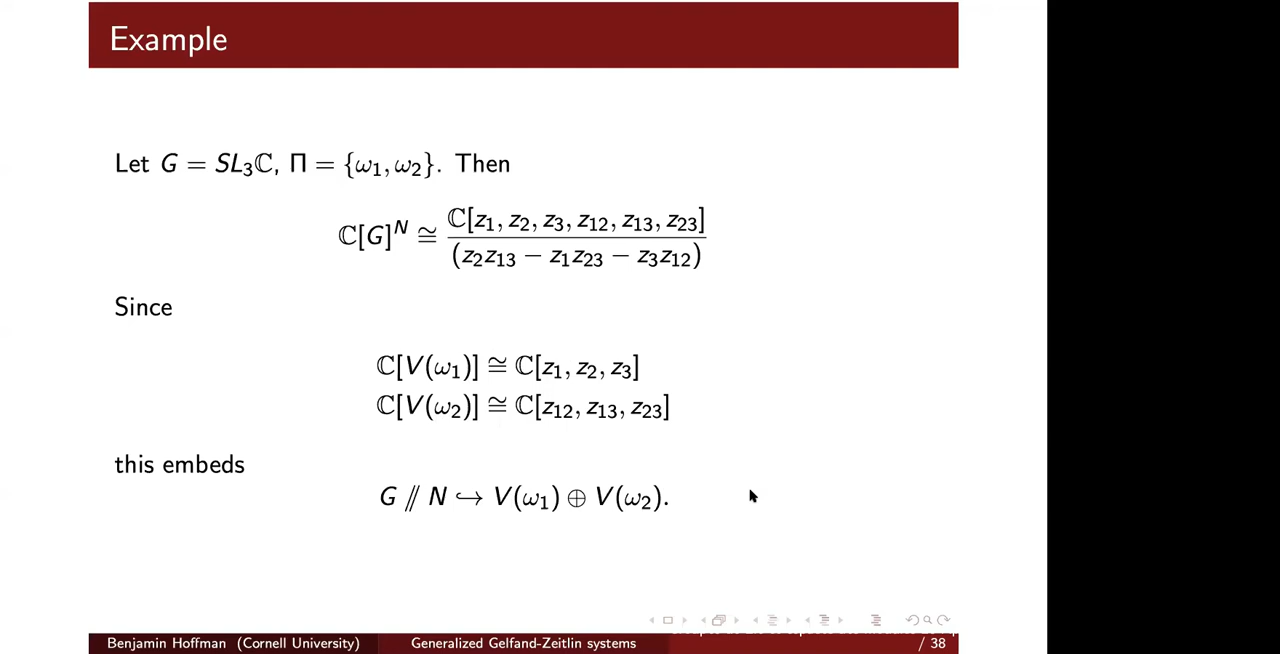 Example
Let G = SL₃ℂ, Π = {ω₁, ω₂}. Then
ℂ[G]ᴺ ≅ ℂ[z₁, z₂, z₃, z₁₂, z₁₃, z₂₃] / (z₂z₁₃ − z₁z₂₃ − z₃z₁₂)
Since
ℂ[V(ω₁)] ≅ ℂ[z₁, z₂, z₃]
ℂ[V(ω₂)] ≅ ℂ[z₁₂, z₁₃, z₂₃]
this embeds
G // N ↪ V(ω₁) ⊕ V(ω₂).
Benjamin Hoffman (Cornell University) Generalized Gelfand-Zeitlin systems / 38